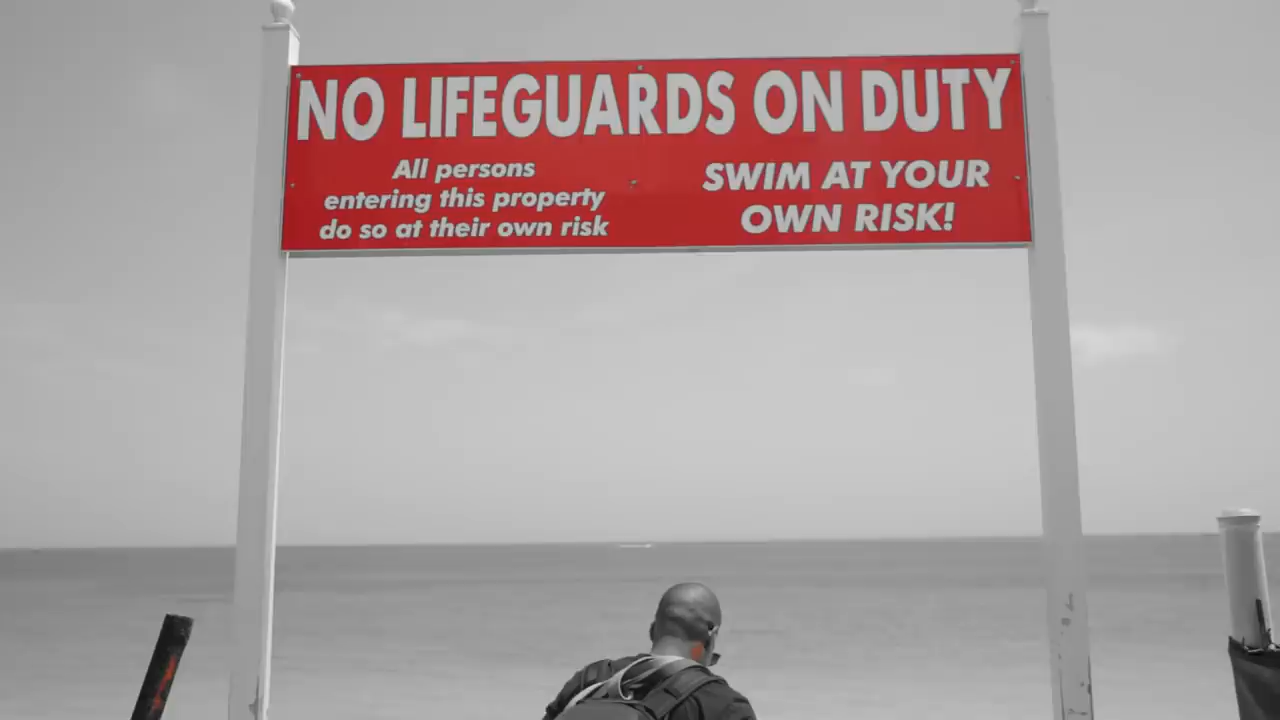 NO LIFEGUARDS ON DUTY
All persons
entering this property
do so at their own risk
SWIM AT YOUR
OWN RISK!